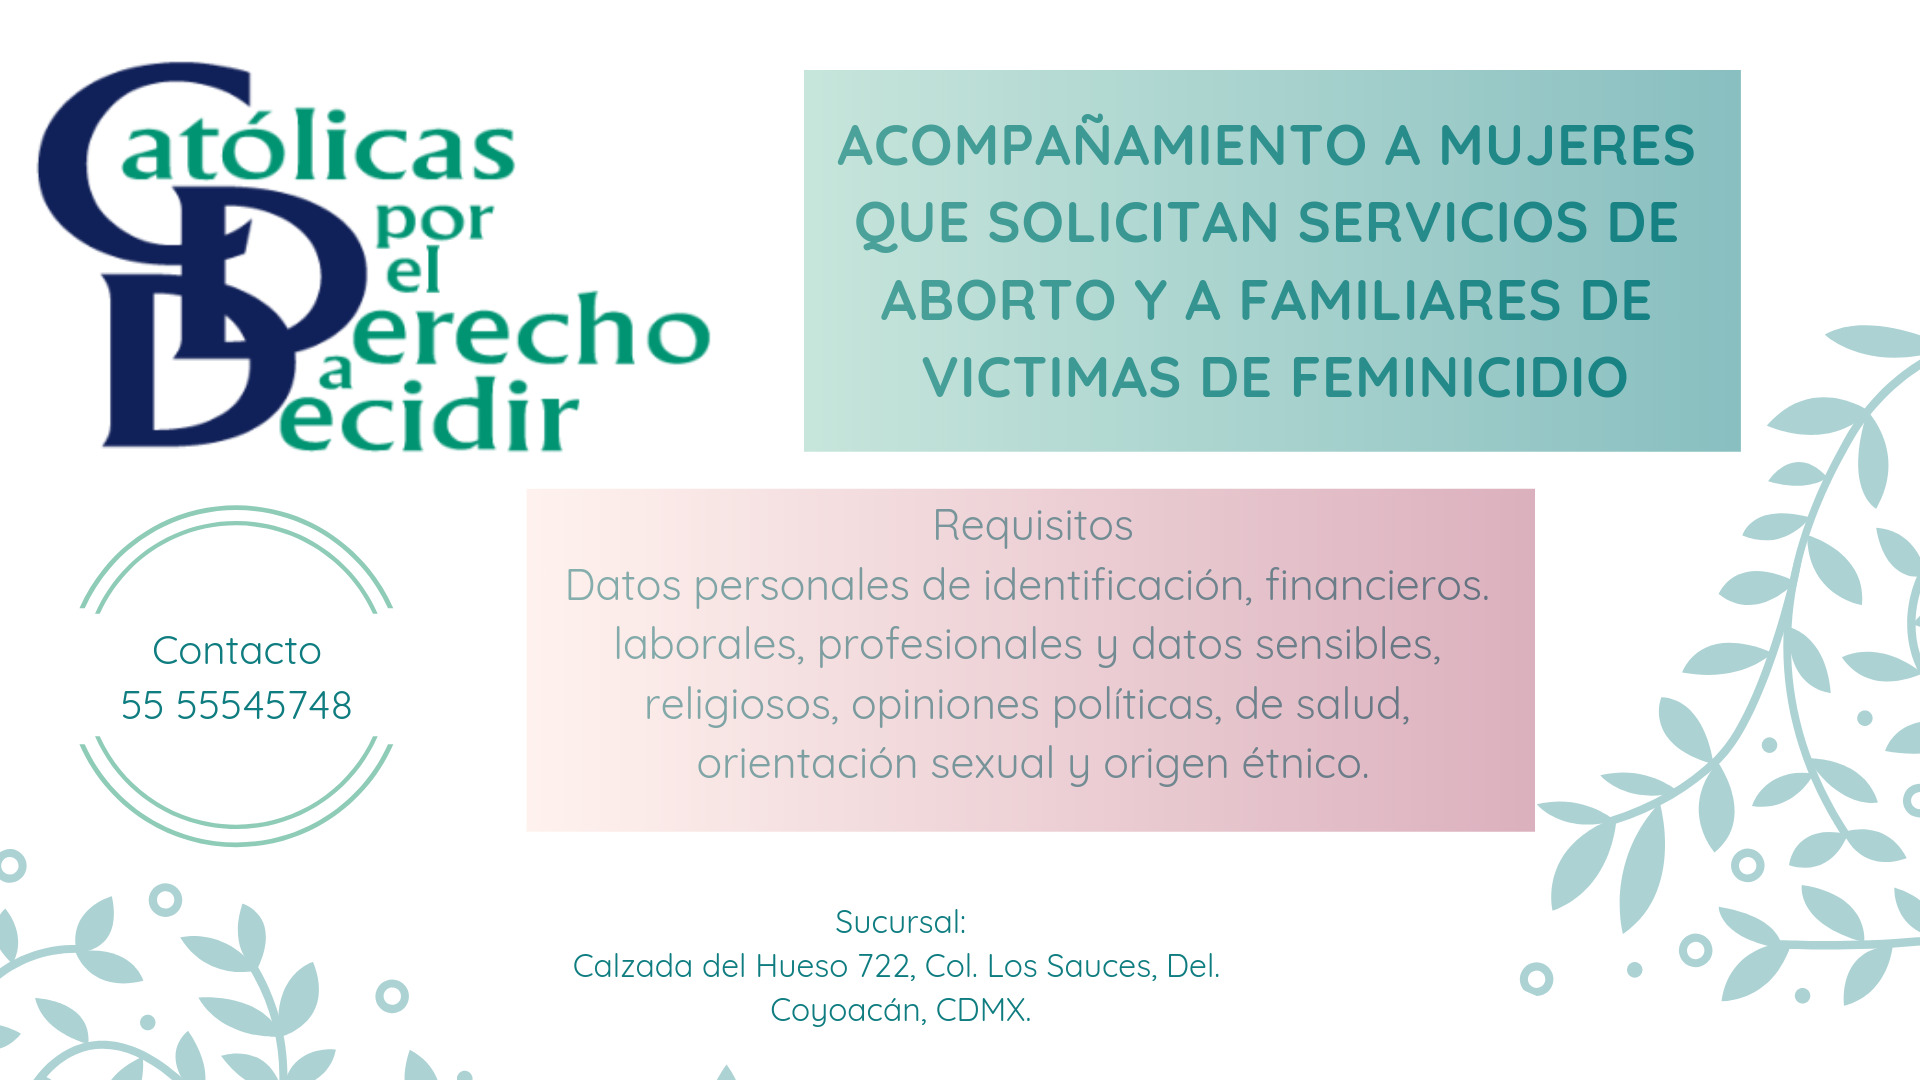 Católicas
por
el
Derecho
a
Decidir
ACOMPAÑAMIENTO A MUJERES
QUE SOLICITAN SERVICIOS DE
ABORTO Y A FAMILIARES DE
VICTIMAS DE FEMINICIDIO
Requisitos
Datos personales de identificación, financieros.
laborales, profesionales y datos sensibles,
religiosos, opiniones políticas, de salud,
orientación sexual y origen étnico.
Contacto
55 55545748
Sucursal:
Calzada del Hueso 722, Col. Los Sauces, Del.
Coyoacán, CDMX.